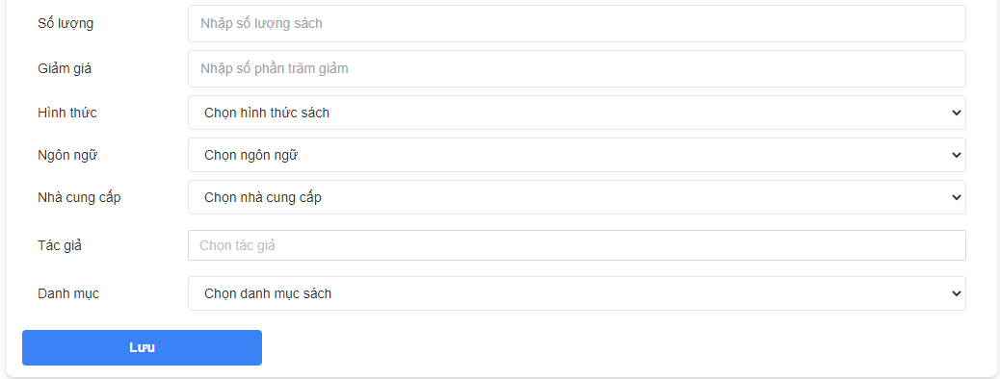 Số lượng
Nhập số lượng sách
Giảm giá
Nhập số phần trăm giảm
Hình thức
Chọn hình thức sách
Ngôn ngữ
Chọn ngôn ngữ
Nhà cung cấp
Chọn nhà cung cấp
Tác giả
Chọn tác giả
Danh mục
Chọn danh mục sách
Lưu